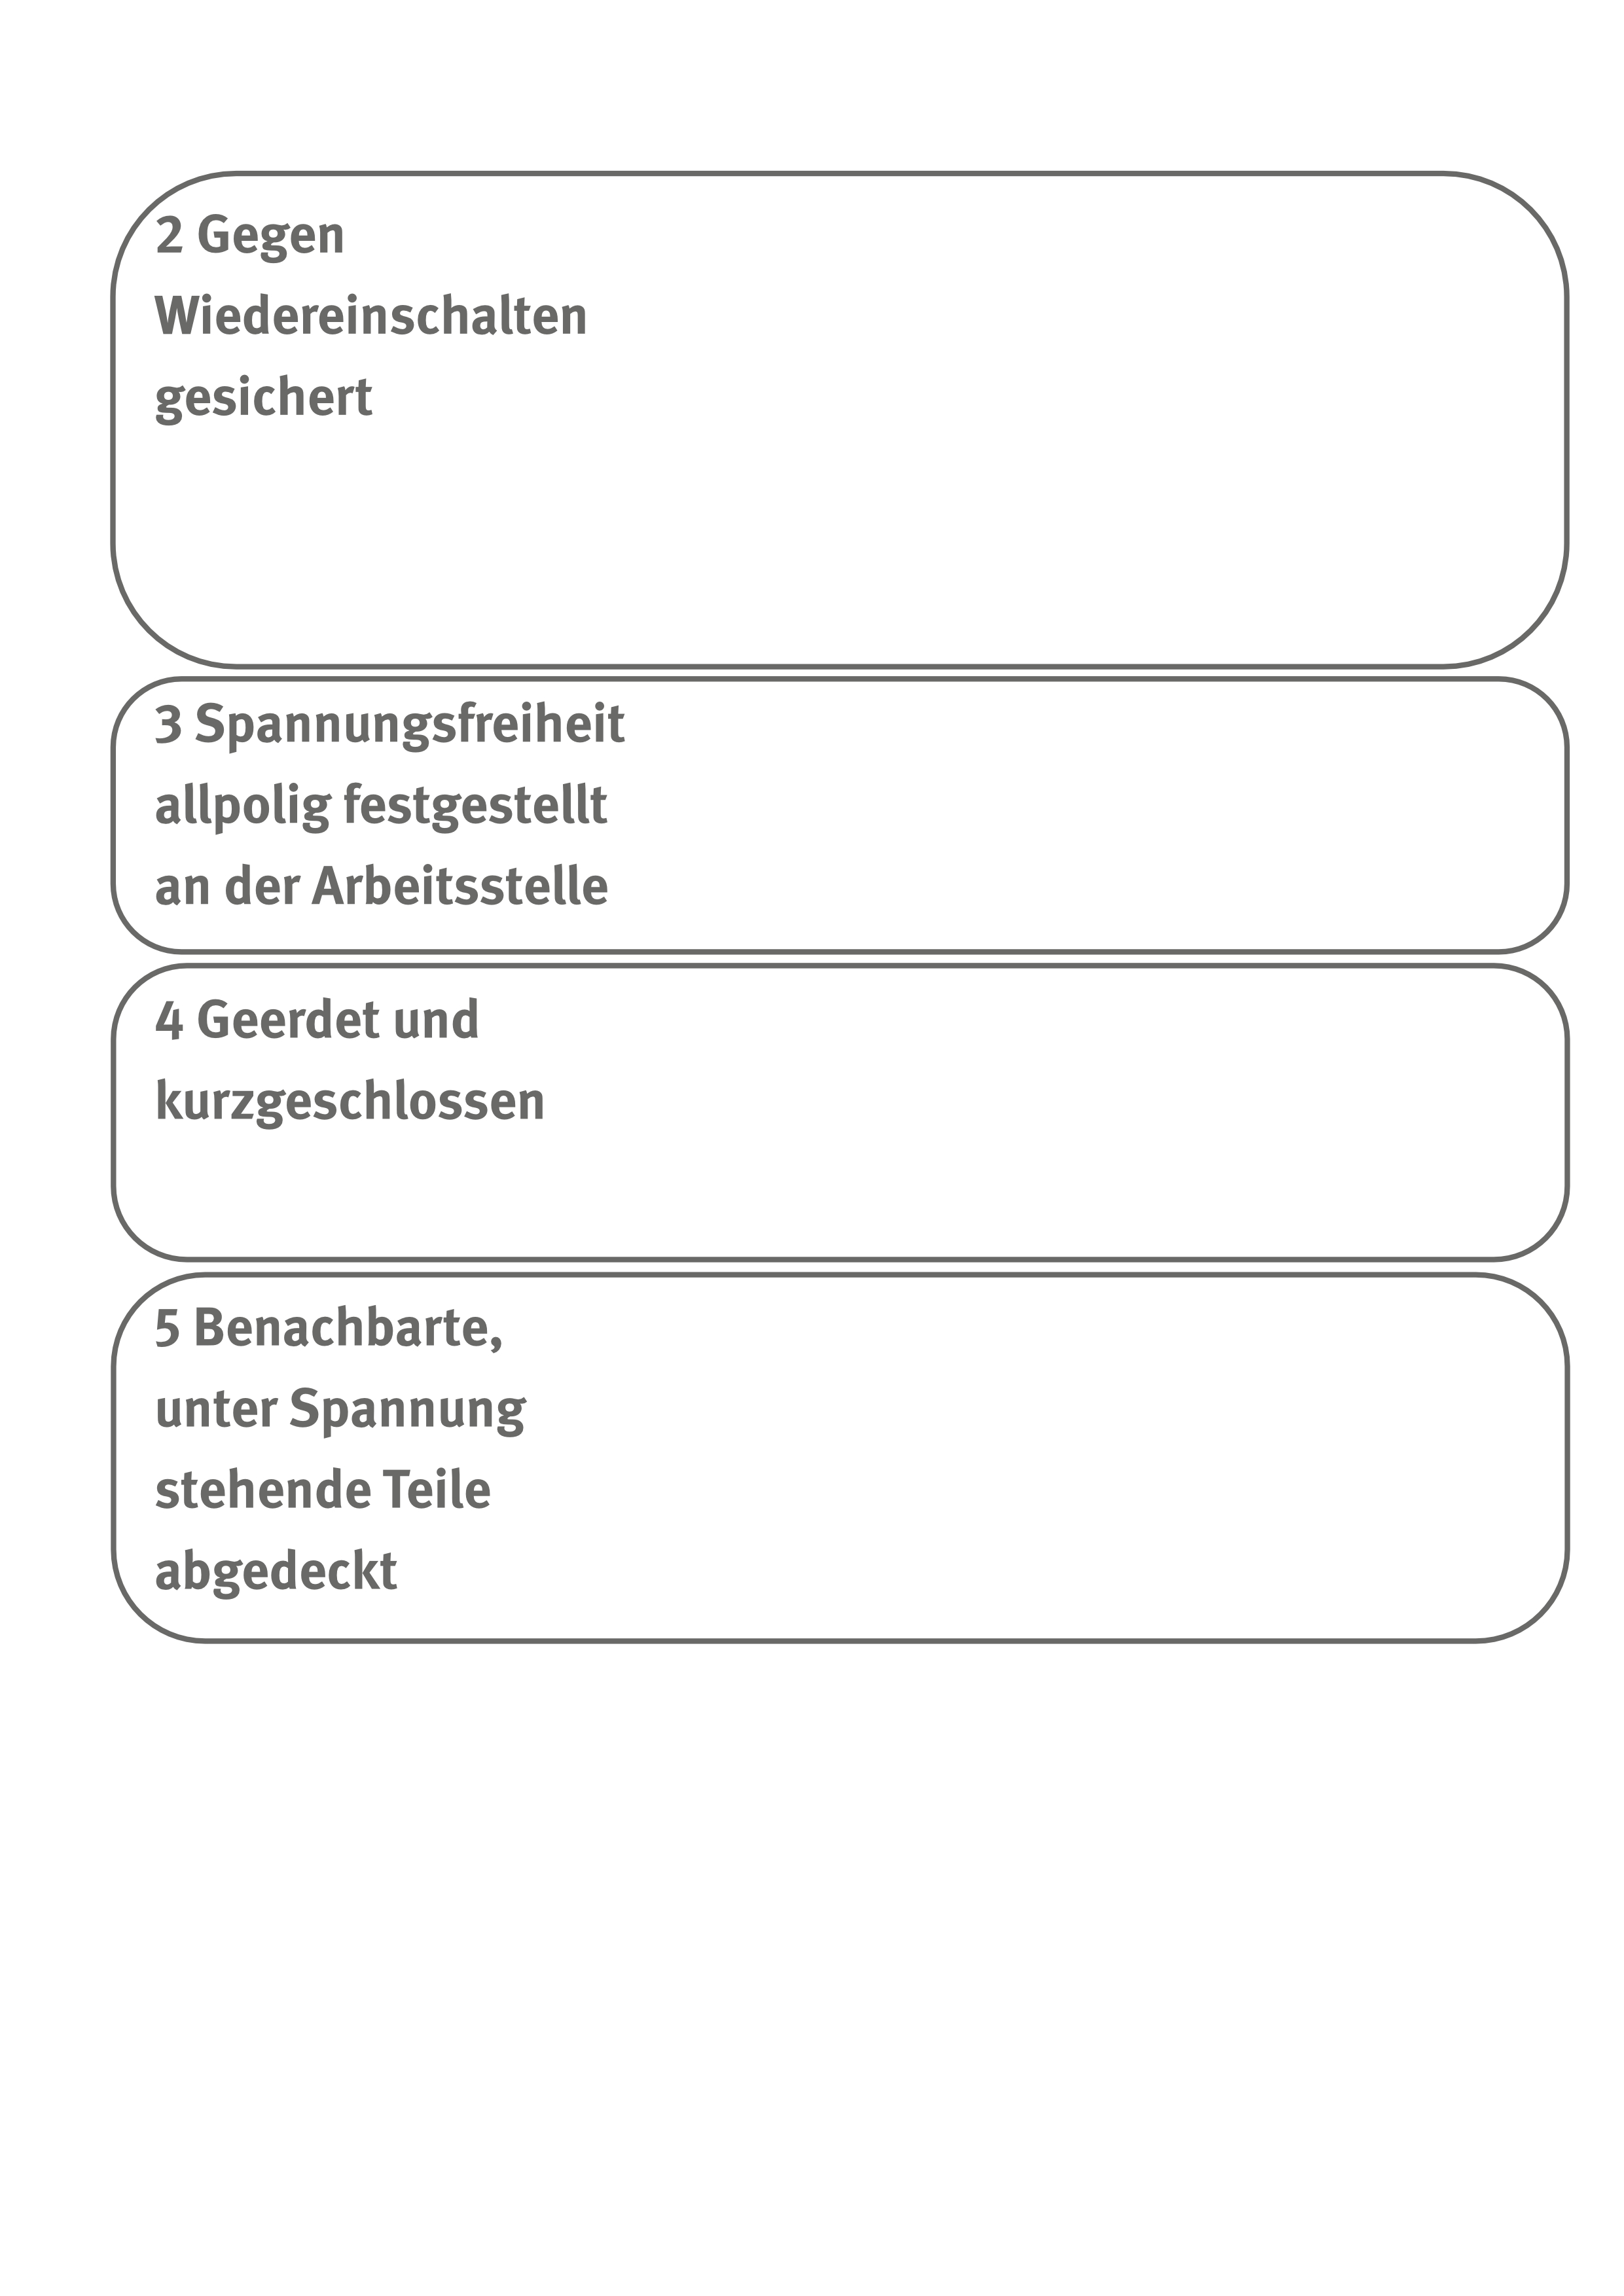 2 Gegen
Wiedereinschalten
gesichert
3 Spannungsfreiheit
allpolig festgestellt
an der Arbeitsstelle
4 Geerdet und
kurzgeschlossen
5 Benachbarte,
unter Spannung
stehende Teile
abgedeckt